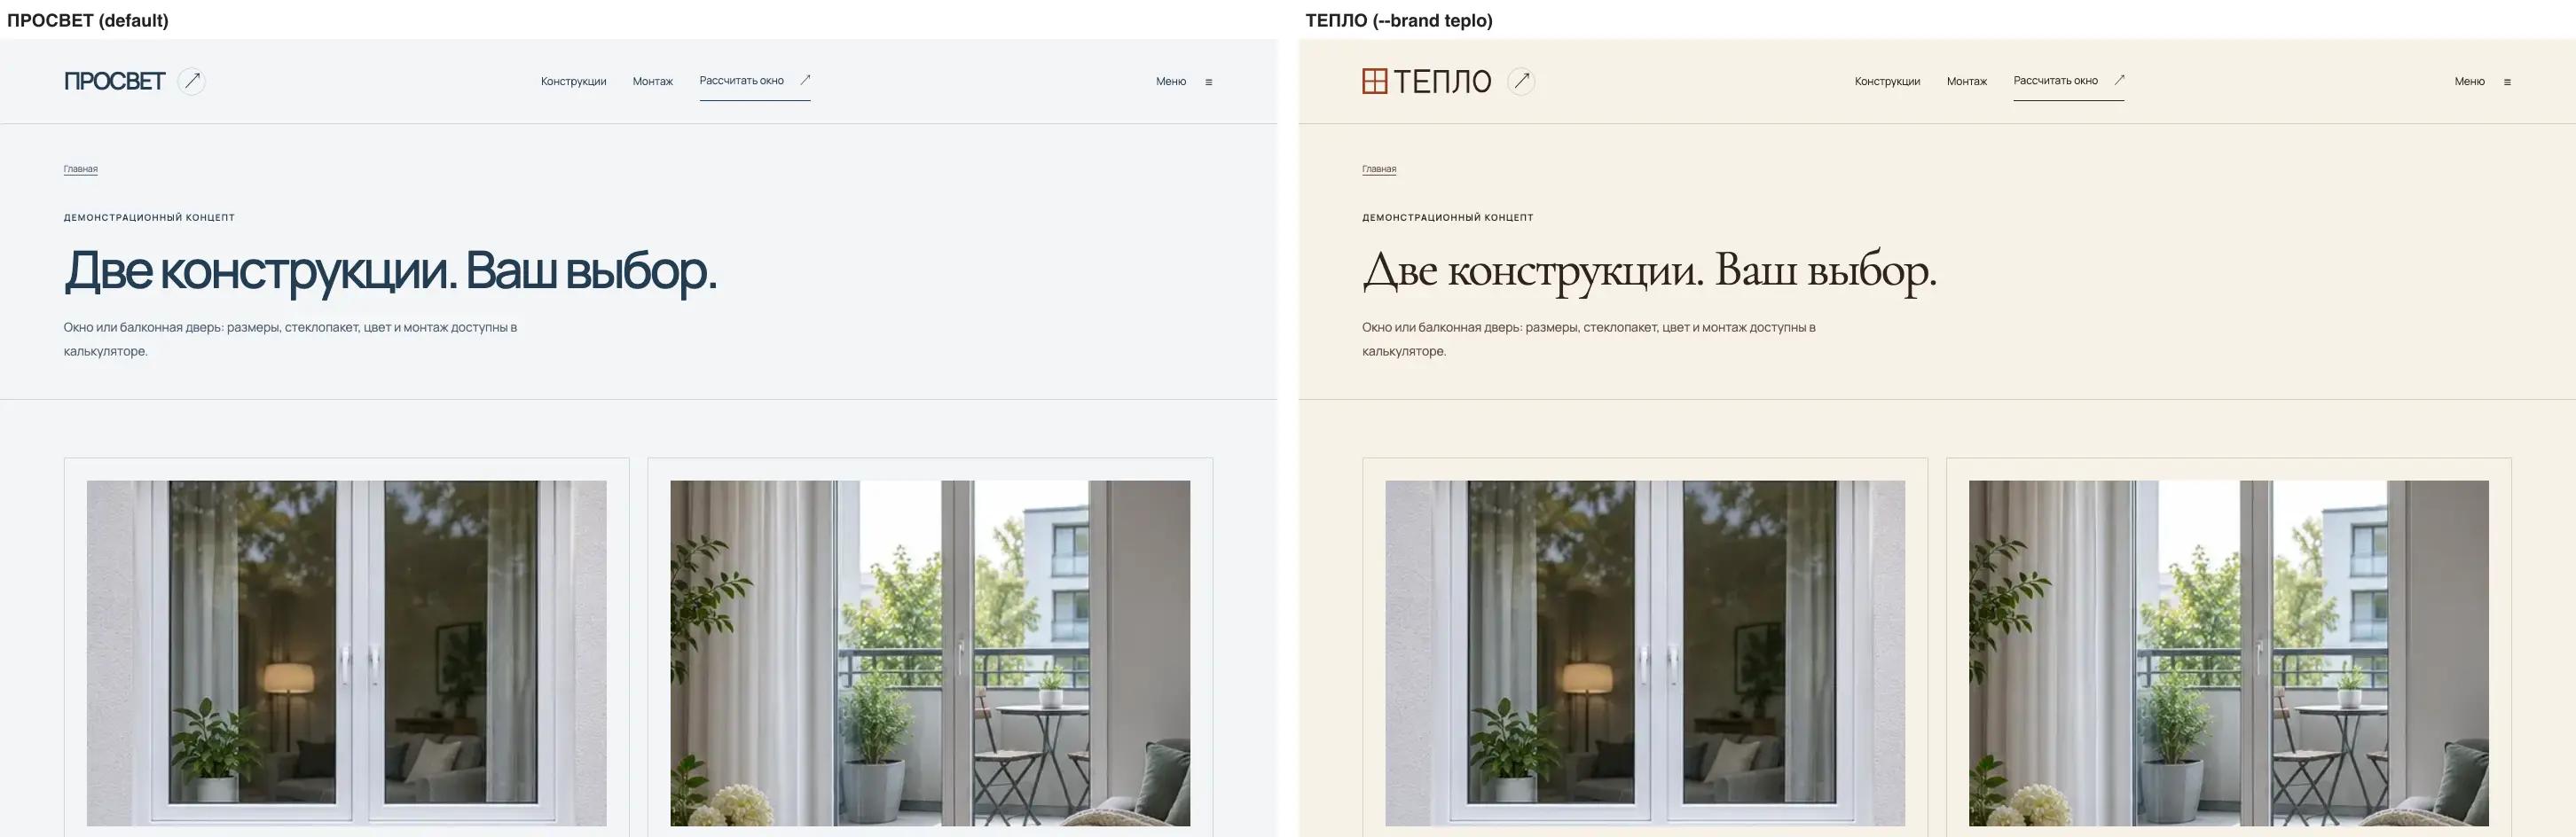 ПРОСВЕТ (default)
ПРОСВЕТ
Конструкции
Монтаж
Рассчитать окно
Меню
Главная
ДЕМОНСТРАЦИОННЫЙ КОНЦЕПТ
Две конструкции. Ваш выбор.
Окно или балконная дверь: размеры, стеклопакет, цвет и монтаж доступны в
калькуляторе.
ТЕПЛО (--brand teplo)
ТЕПЛО
Конструкции
Монтаж
Рассчитать окно
Меню
Главная
ДЕМОНСТРАЦИОННЫЙ КОНЦЕПТ
Две конструкции. Ваш выбор.
Окно или балконная дверь: размеры, стеклопакет, цвет и монтаж доступны в
калькуляторе.